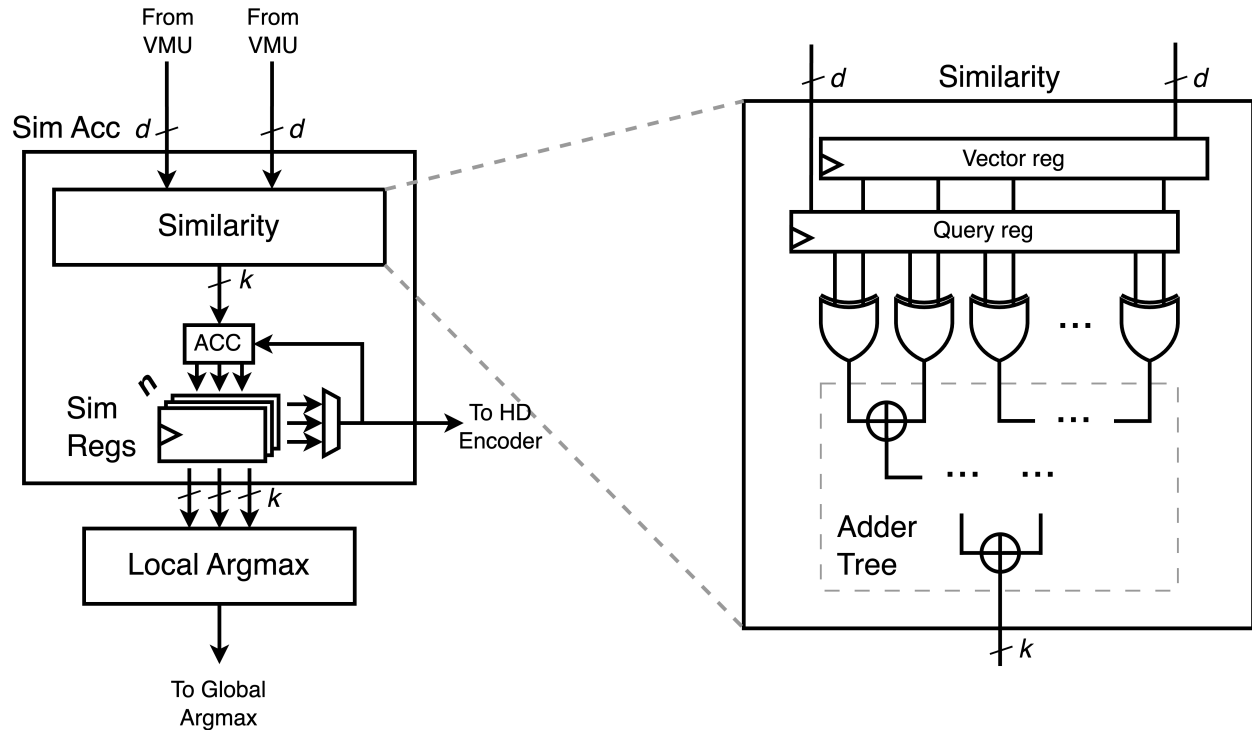 From
VMU
From
VMU
Sim Acc
d
d
Similarity
k
ACC
n
Sim
Regs
To HD
Encoder
k
Local Argmax
To Global
Argmax
Similarity
d
d
Vector reg
Query reg
...
...
... ...
Adder
Tree
k